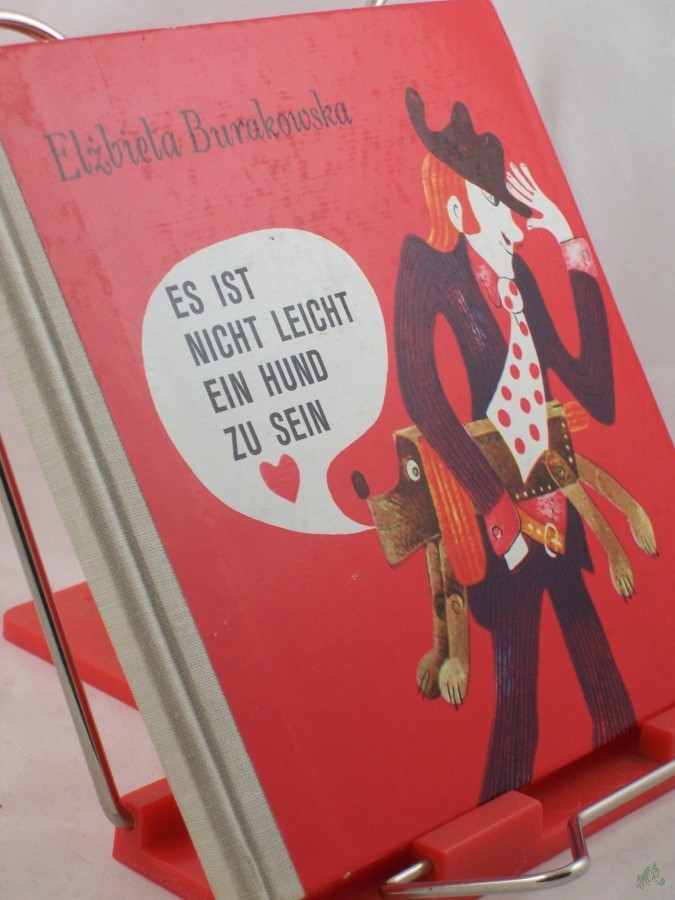 Elżbieta Burakowska
ES IST
NICHT LEICHT
EIN HUND
ZU SEIN